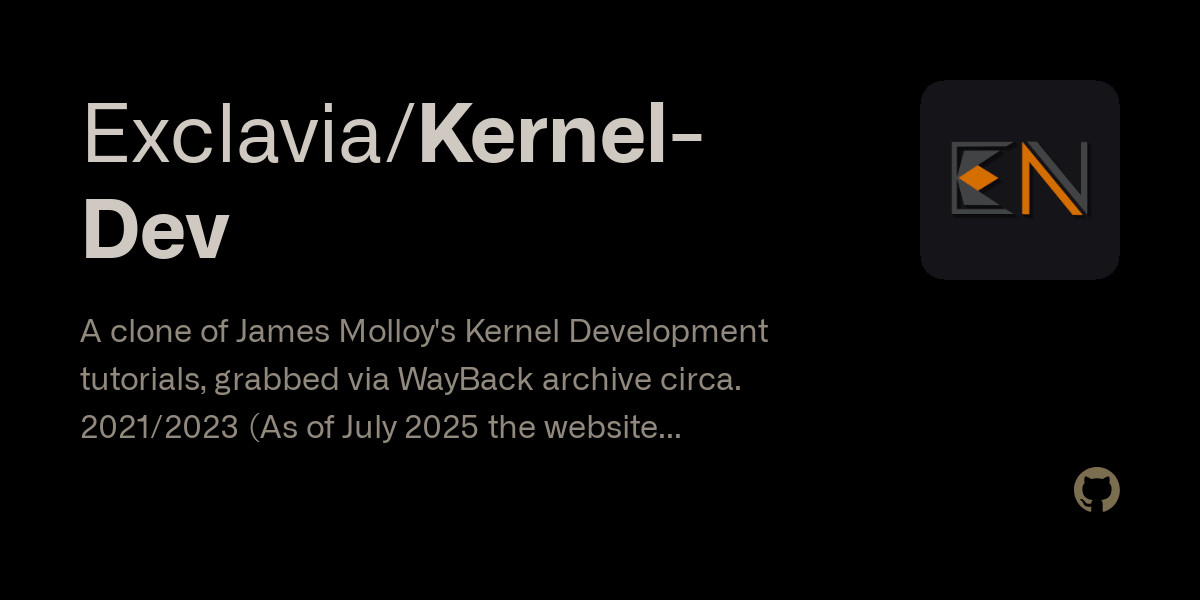 Exclavia/Kernel-
Dev
EN
A clone of James Molloy's Kernel Development
tutorials, grabbed via WayBack archive circa.
2021/2023 (As of July 2025 the website...